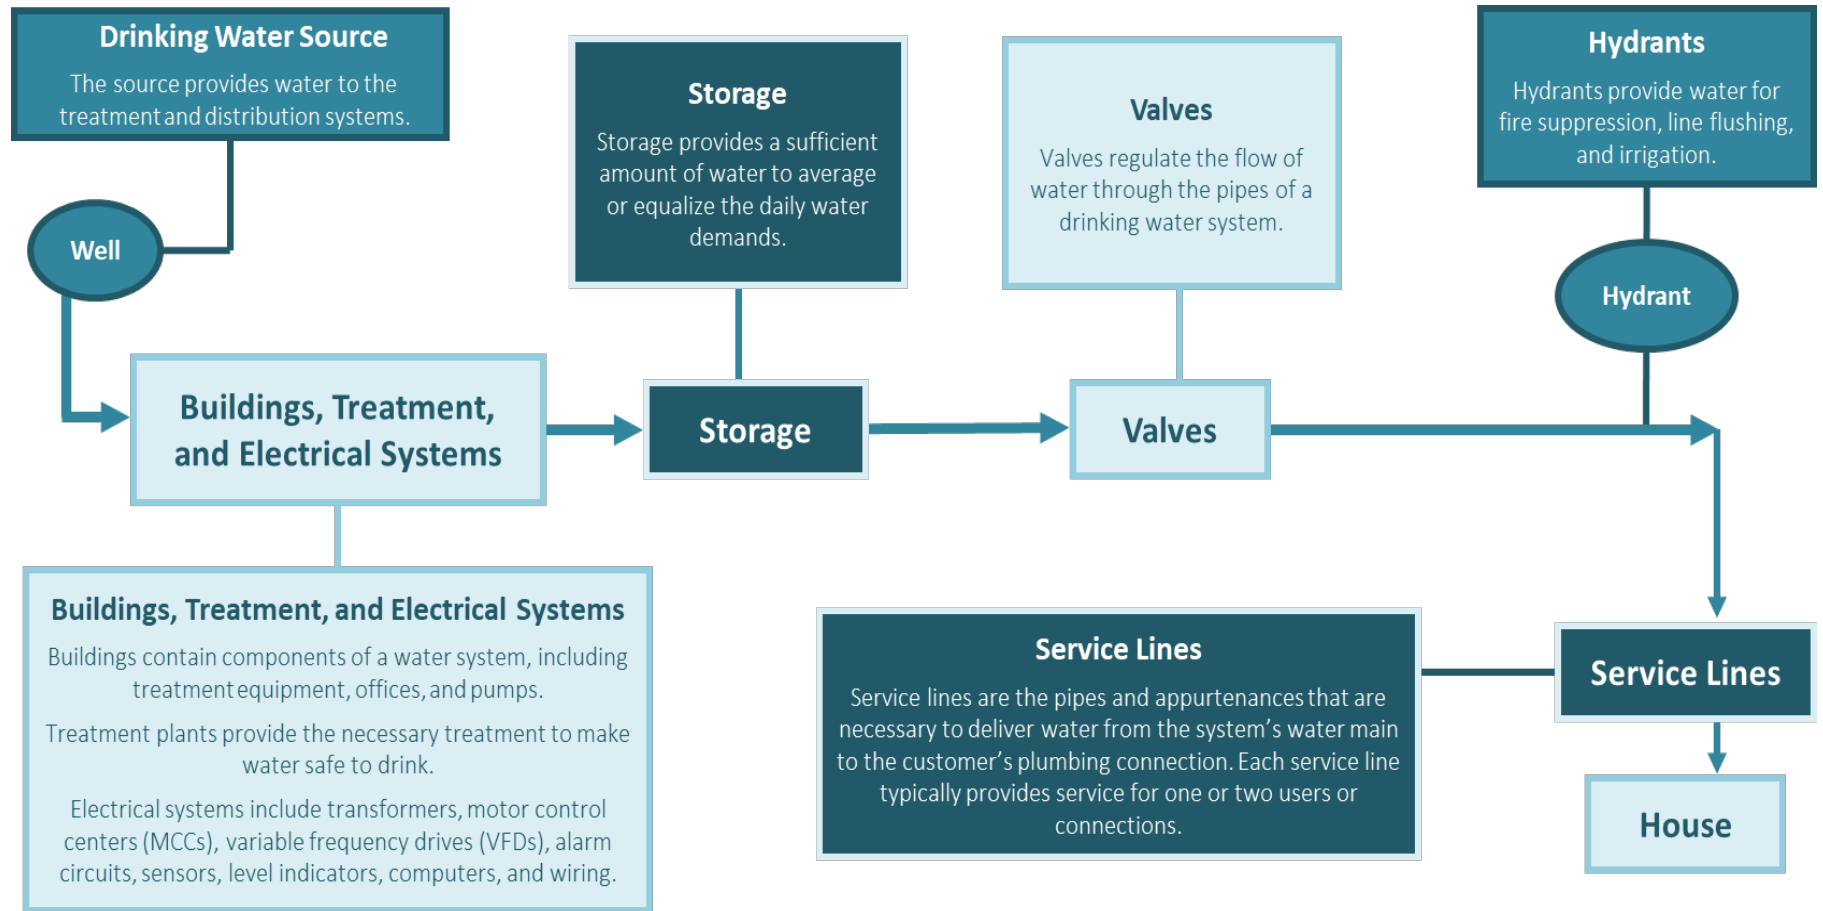 Drinking Water Source
The source provides water to the
treatment and distribution systems.
Well
Storage
Storage provides a sufficient
amount of water to average
or equalize the daily water
demands.
Valves
Valves regulate the flow of
water through the pipes of a
drinking water system.
Hydrants
Hydrants provide water for
fire suppression, line flushing,
and irrigation.
Hydrant
Buildings, Treatment,
and Electrical Systems
Storage
Valves
Buildings, Treatment, and Electrical Systems
Buildings contain components of a water system, including
treatment equipment, offices, and pumps.
Treatment plants provide the necessary treatment to make
water safe to drink.
Electrical systems include transformers, motor control
centers (MCCs), variable frequency drives (VFDs), alarm
circuits, sensors, level indicators, computers, and wiring.
Service Lines
Service lines are the pipes and appurtenances that are
necessary to deliver water from the system’s water main
to the customer’s plumbing connection. Each service line
typically provides service for one or two users or
connections.
Service Lines
House